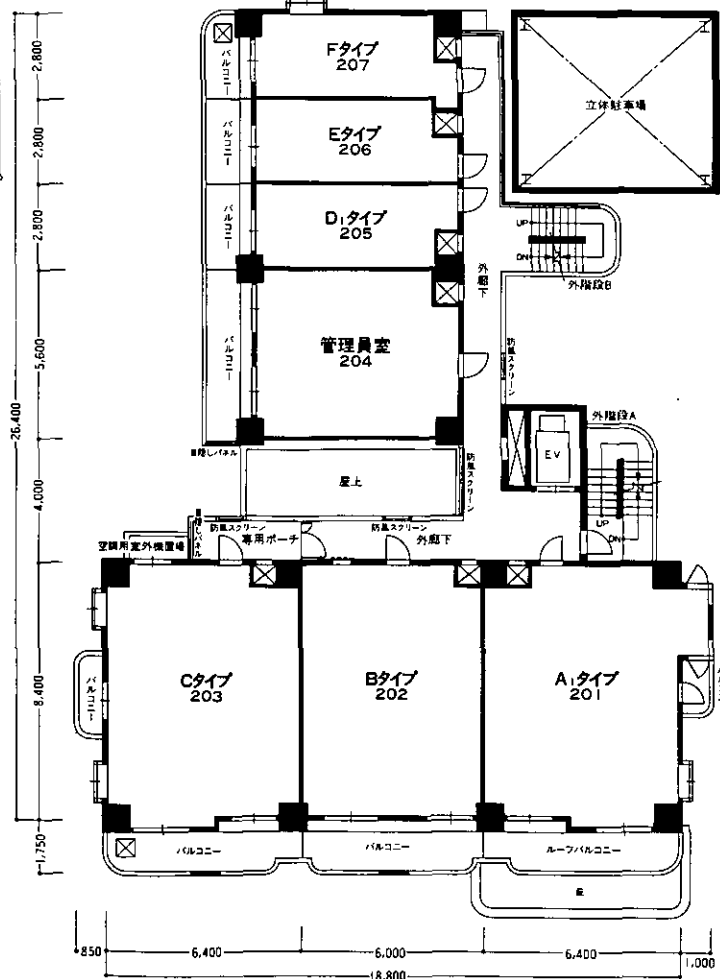 Fタイプ
207
バルコニー
2,800
立体駐車場
Eタイプ
206
バルコニー
2,800
D₁タイプ
205
バルコニー
2,800
UP
DN
外階段B
外廊下
管理員室
204
バルコニー
5,600
防風スクリーン
26,400
外階段A
EV
目隠しパネル
屋上
防風スクリーン
4,000
目隠しパネル
防風スクリーン
防風スクリーン
UP
DN
空調用室外機置場
専用ポーチ
外廊下
Cタイプ
203
Bタイプ
202
A₁タイプ
201
バルコニー
8,400
バルコニー
バルコニー
ルーフバルコニー
1,750
850
6,400
6,000
6,400
1,000
18,800